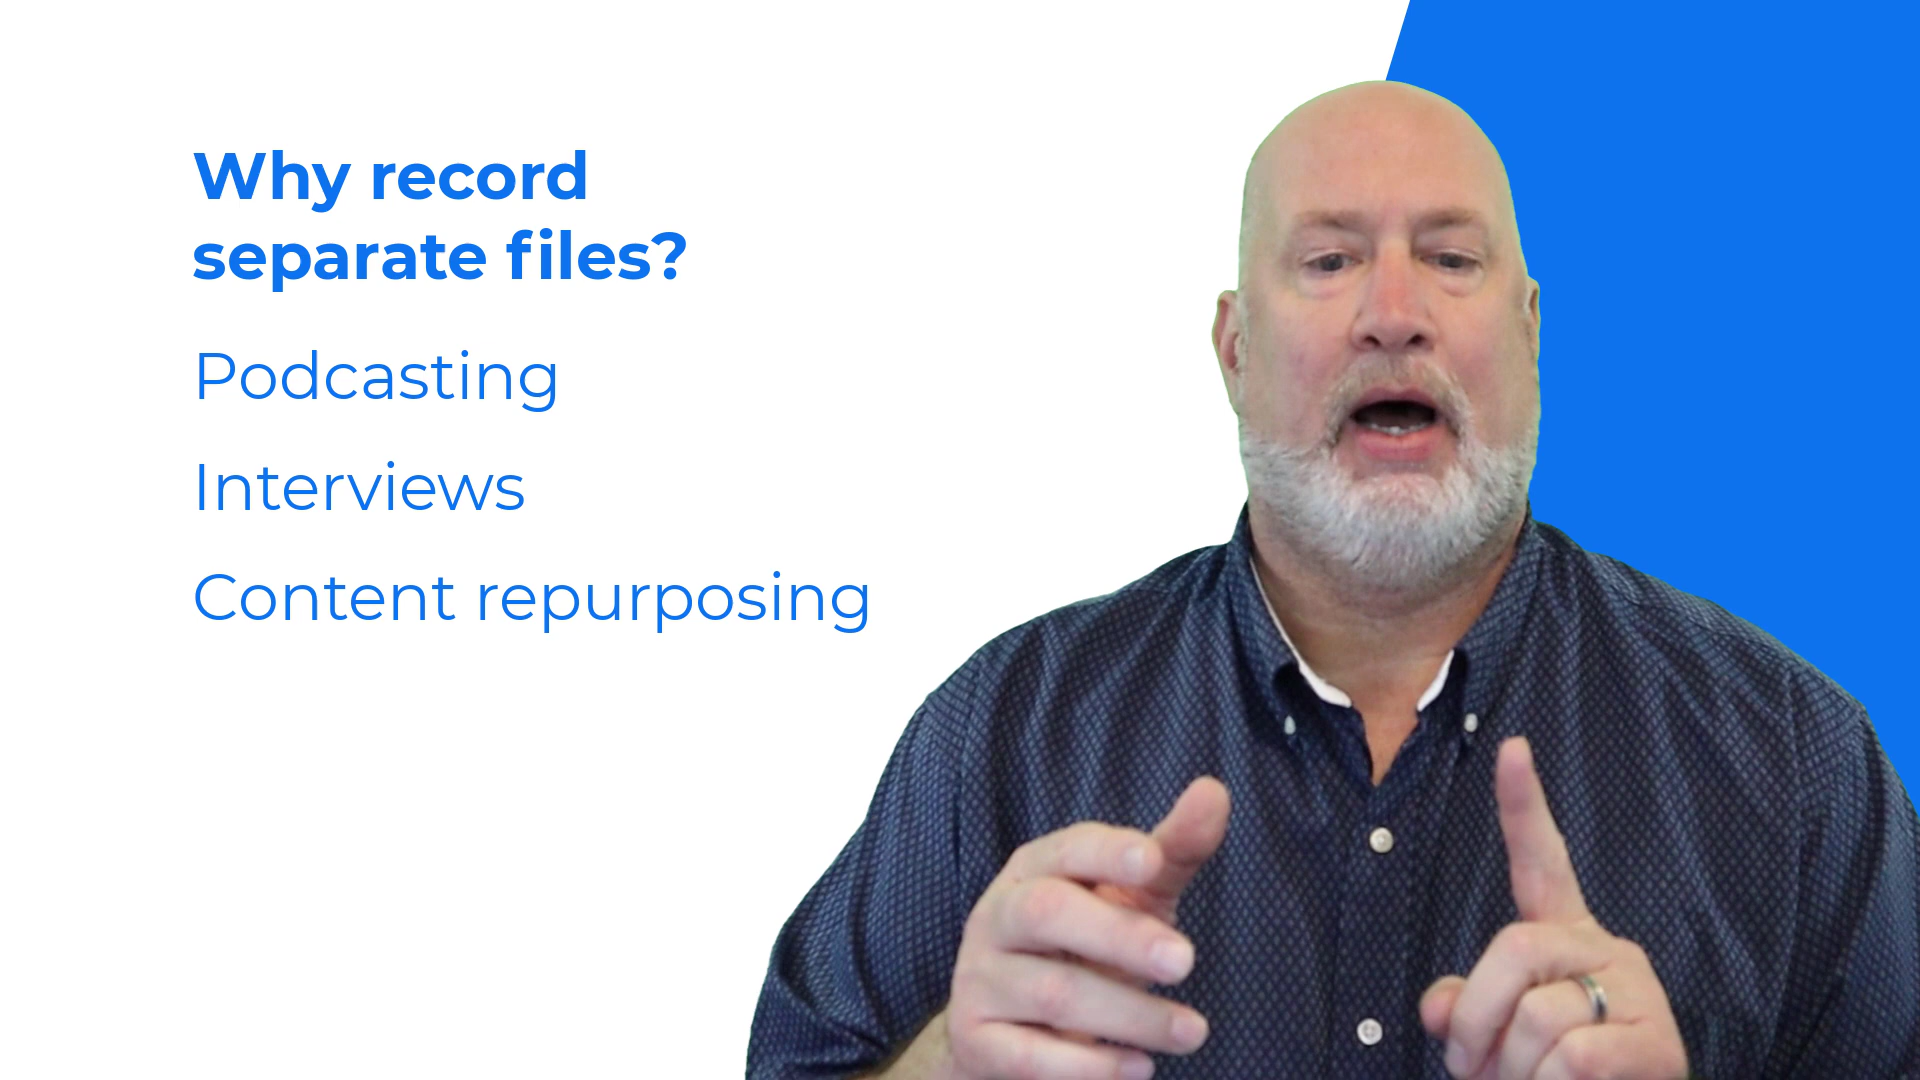 Why record
separate files?
Podcasting
Interviews
Content repurposing